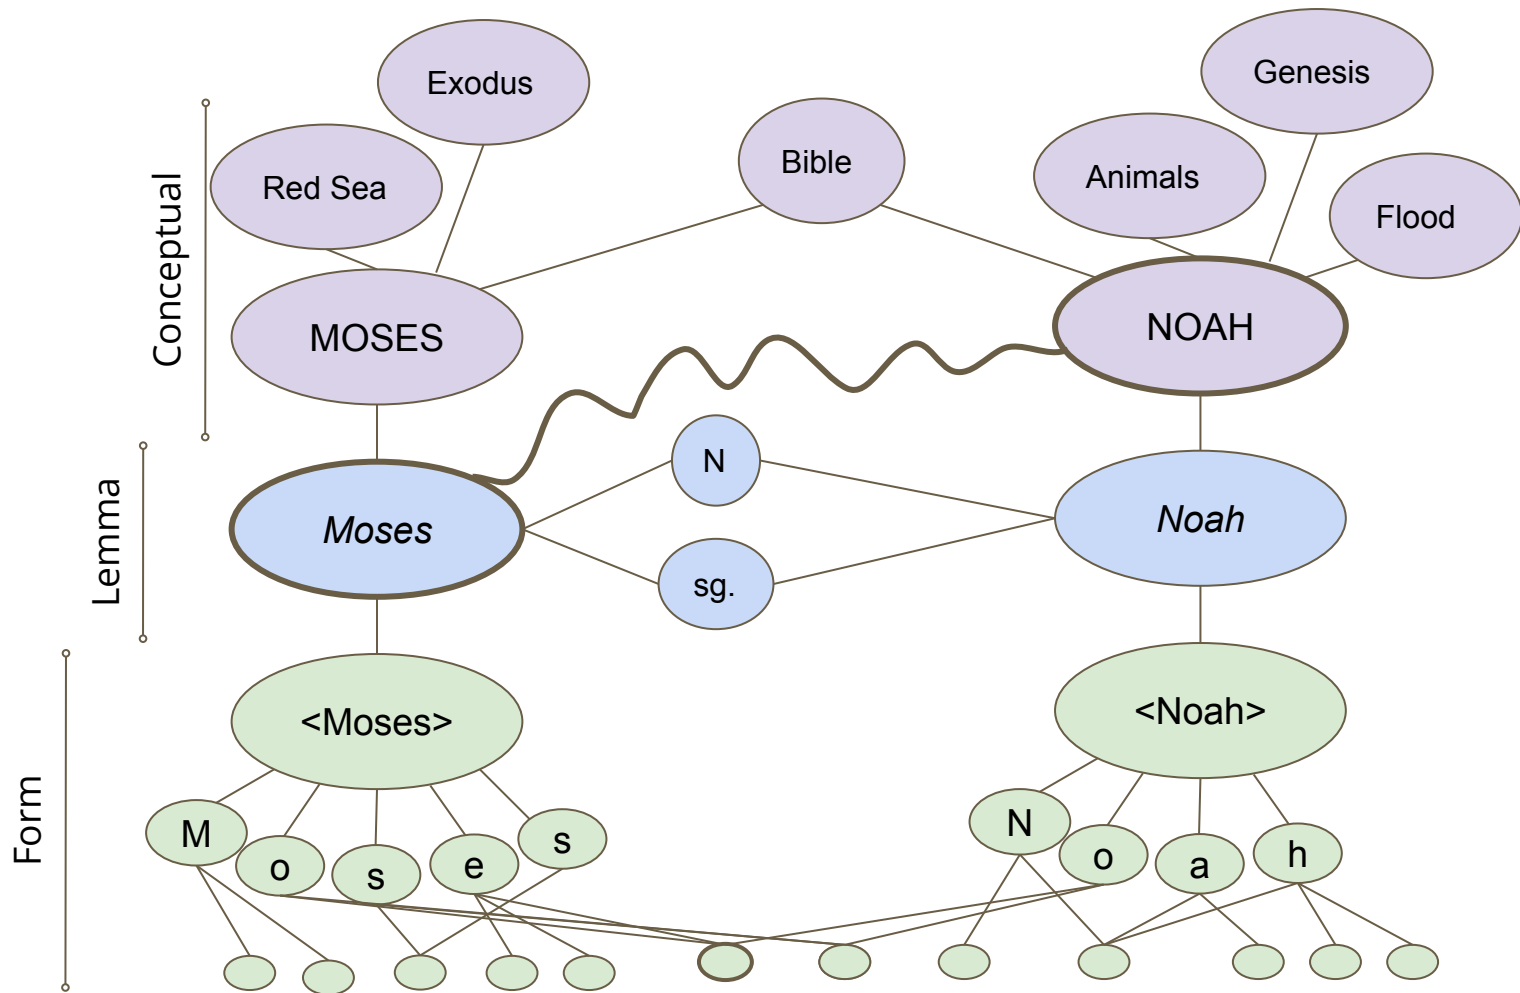 Exodus
Genesis
Bible
Red Sea
Animals
Flood
Conceptual
MOSES
NOAH
N
Lemma
Moses
Noah
sg.
<Moses>
<Noah>
Form
M
o
s
e
s
N
o
a
h